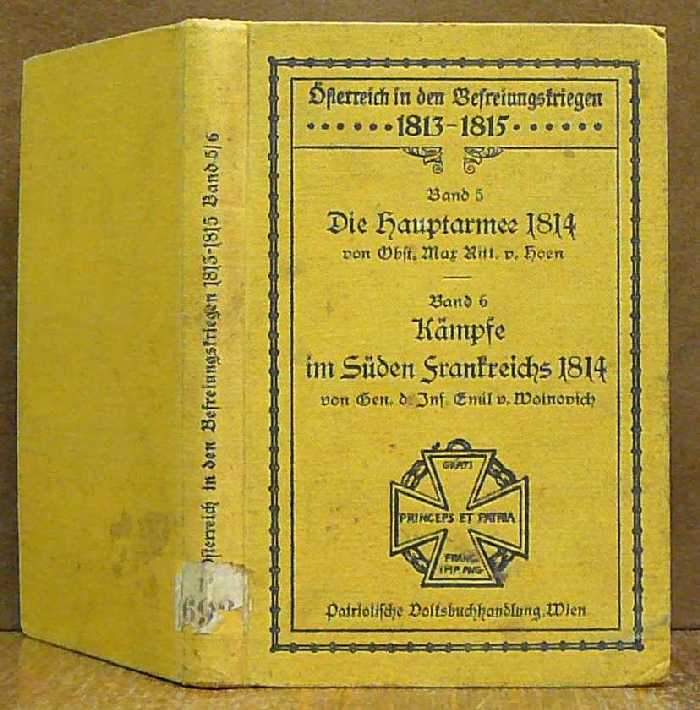 Österreich in den Befreiungskriegen 1813-1815 Band 5/6
69
Österreich in den Befreiungskriegen
1813-1815
Band 5
Die Hauptarmee 1814
von Obst. Max Ritt. v. Hoen
Band 6
Kämpfe
im Süden Frankreichs 1814
von Gen. d. Inf. Emil v. Woinovich
GRATI
PRINCEPS ET PATRIA
FRANC.
IMP. AUG.
Patriotische Volksbuchhandlung, Wien